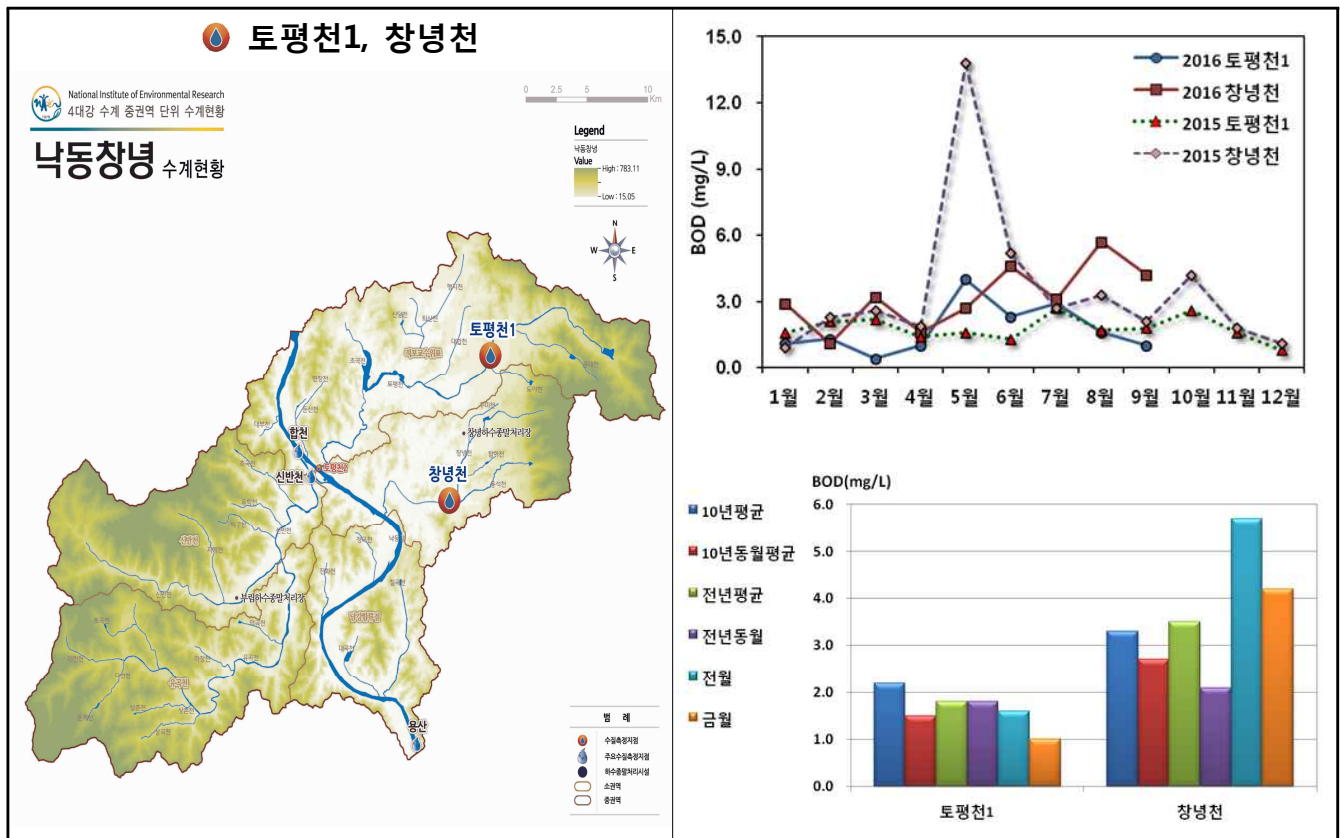 토평천1, 창녕천
National Institute of Environmental Research
4대강 수계 중권역 단위 수계현황
낙동창녕 수계현황
0 2.5 5 10
Km
Legend
낙동창녕
Value
High : 783.11
Low : 15.05
N
W E
S
토평천1
창녕하수종말처리장
합천
신반천
창녕천
부림하수종말처리장
용산
범 례
수질측정지점
주요수질측정지점
하수종말처리시설
소권역
중권역
BOD (mg/L)
15.0
12.0
9.0
6.0
3.0
0.0
2016 토평천1
2016 창녕천
2015 토평천1
2015 창녕천
1월 2월 3월 4월 5월 6월 7월 8월 9월 10월 11월 12월
BOD(mg/L)
10년평균
10년동월평균
전년평균
전년동월
전월
금월
6.0
5.0
4.0
3.0
2.0
1.0
0.0
토평천1 창녕천